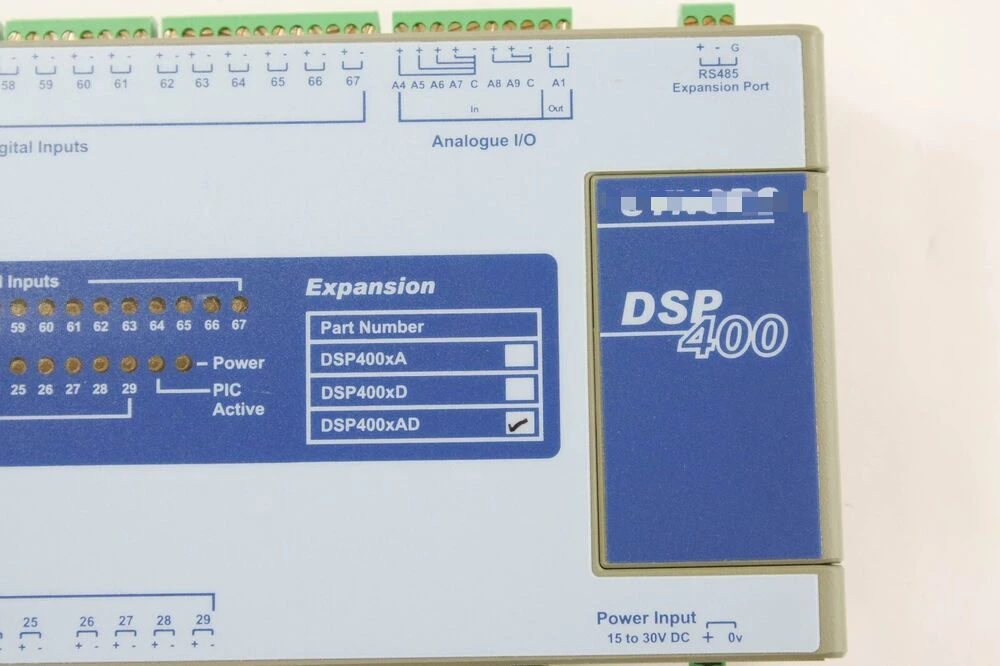 + - + - + - + - + - + - + - + - + - + -
58 59 60 61 62 63 64 65 66 67
+ + + + - + + - + -
A4 A5 A6 A7 C A8 A9 C A1
In Out
Analogue I/O
+ - G
RS485
Expansion Port
gital Inputs
l Inputs
59 60 61 62 63 64 65 66 67
Power
25 26 27 28 29
PIC
Active
Expansion
Part Number
DSP400xA
DSP400xD
DSP400xAD
DSP
400
25 26 27 28 29
+ - + - + - + - + -
Power Input
15 to 30V DC + 0v